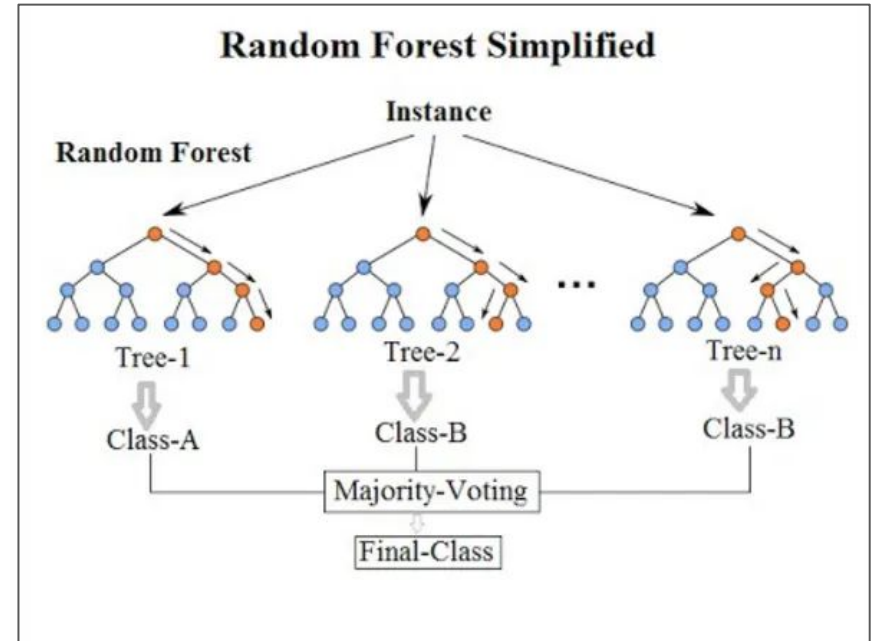 Random Forest Simplified
Instance
Random Forest
...
Tree-1
Tree-2
Tree-n
Class-A
Class-B
Class-B
Majority-Voting
Final-Class